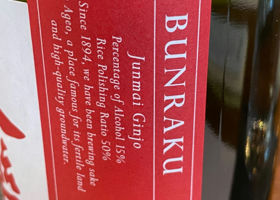 BUNRAKU
Junmai Ginjo
Percentage of Alcohol 15%
Rice Polishing Ratio 50%
Since 1894, we have been brewing sake
Ageo, a place famous for its fertile land
and high-quality groundwater.